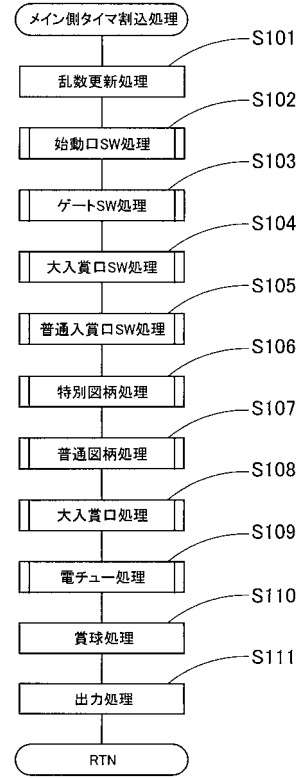 メイン側タイマ割込処理
S101
乱数更新処理
S102
始動口SW処理
S103
ゲートSW処理
S104
大入賞口SW処理
S105
普通入賞口SW処理
S106
特別図柄処理
S107
普通図柄処理
S108
大入賞口処理
S109
電チュー処理
S110
賞球処理
S111
出力処理
RTN